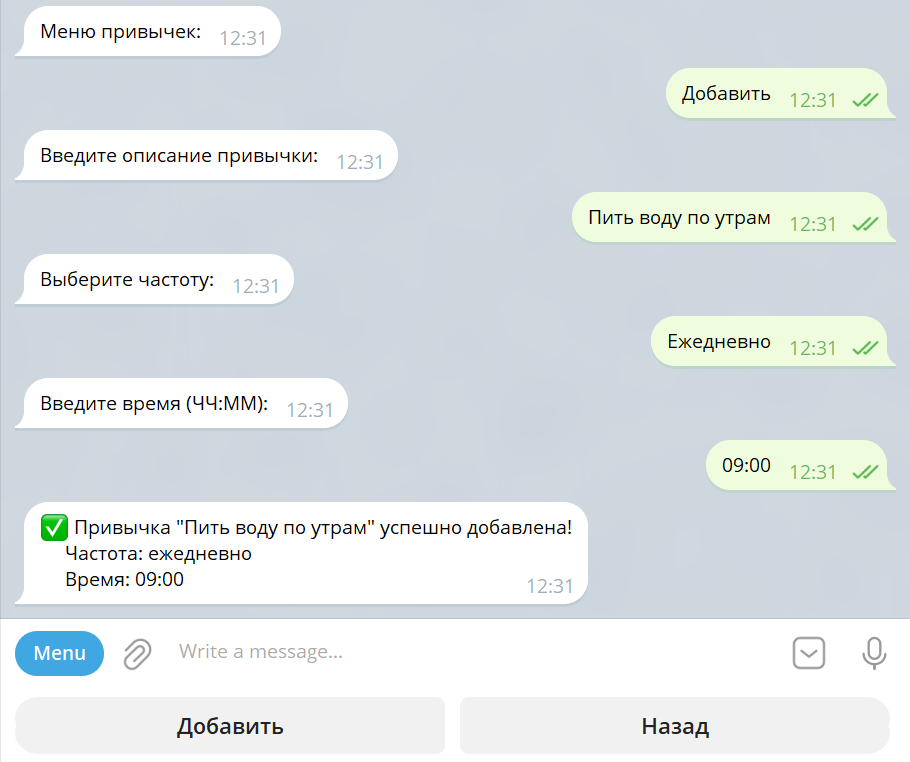 Меню привычек: 12:31
Добавить 12:31
Введите описание привычки: 12:31
Пить воду по утрам 12:31
Выберите частоту: 12:31
Ежедневно 12:31
Введите время (ЧЧ:ММ): 12:31
09:00 12:31
✅ Привычка "Пить воду по утрам" успешно добавлена!
Частота: ежедневно
Время: 09:00 12:31
Menu Write a message...
Добавить Назад